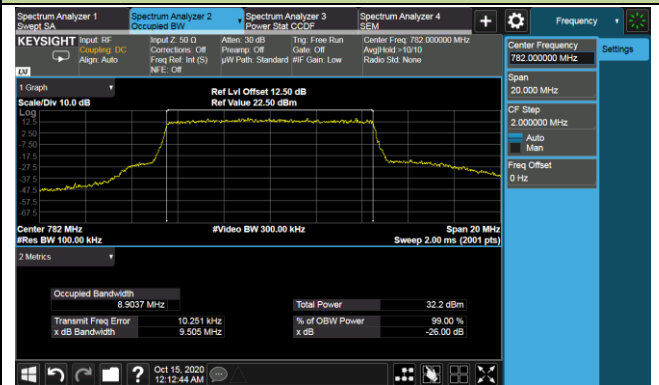 Spectrum Analyzer 1
Swept SA
Spectrum Analyzer 2
Occupied BW
Spectrum Analyzer 3
Power Stat CCDF
Spectrum Analyzer 4
SEM
Frequency
KEYSIGHT
Input: RF
Coupling: DC
Align: Auto
Input Z: 50 Ω
Corrections: Off
Freq Ref: Int (S)
NFE: Off
Atten: 30 dB
Preamp: Off
µW Path: Standard
Trig: Free Run
Gate: Off
#IF Gain: Low
Center Freq: 782.000000 MHz
Avg|Hold:>10/10
Radio Std: None
LXI
Center Frequency
782.000000 MHz
Settings
Span
20.000 MHz
CF Step
2.000000 MHz
Auto
Man
Freq Offset
0 Hz
1 Graph
Scale/Div 10.0 dB
Ref Lvl Offset 12.50 dB
Ref Value 22.50 dBm
Log
12.5
2.50
-7.50
-17.5
-27.5
-37.5
-47.5
-57.5
-67.5
Center 782 MHz
#Res BW 100.00 kHz
#Video BW 300.00 kHz
Span 20 MHz
Sweep 2.00 ms (2001 pts)
2 Metrics
Occupied Bandwidth
8.9037 MHz
Total Power
32.2 dBm
Transmit Freq Error
10.251 kHz
% of OBW Power
99.00 %
x dB Bandwidth
9.505 MHz
x dB
-26.00 dB
?
Oct 15, 2020
12:12:44 AM